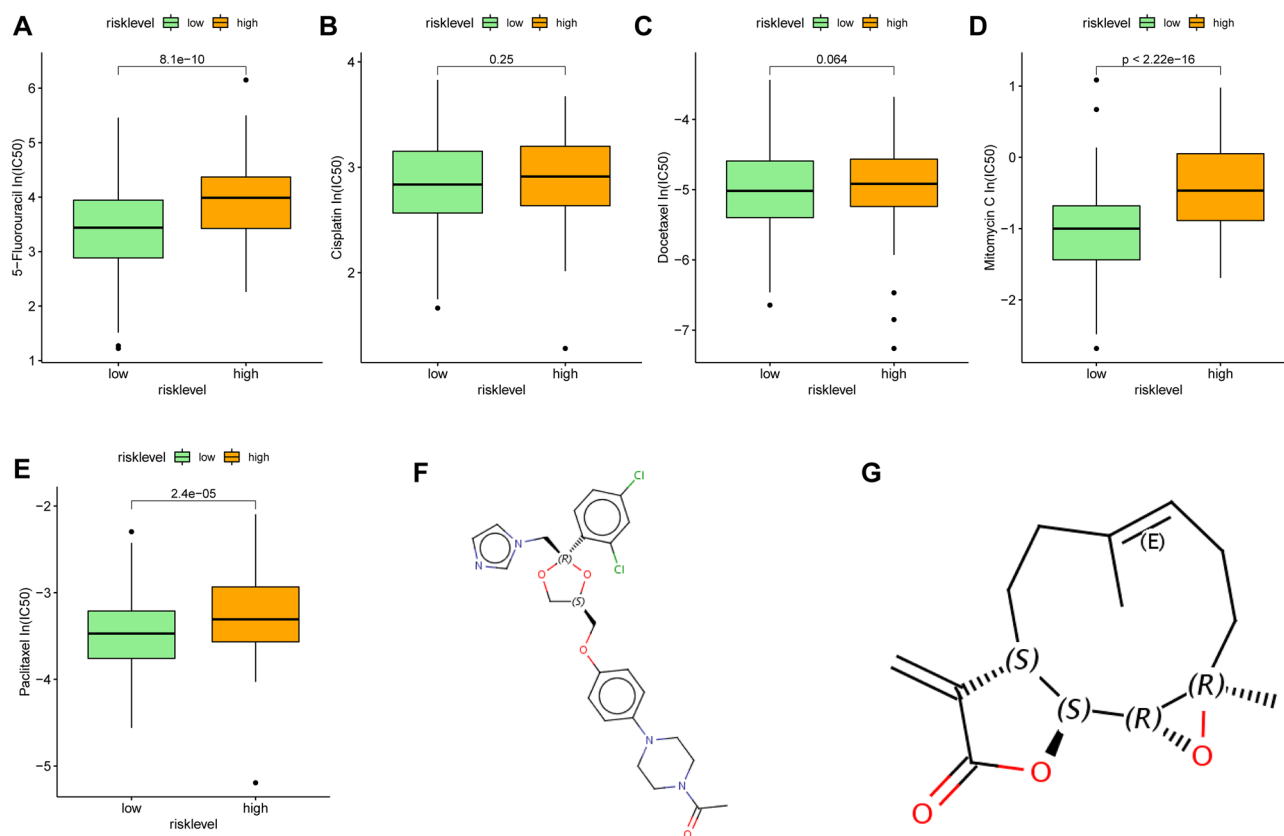 A
risklevel low high
8.1e−10
5−Fluorouracil ln(IC50)
6
5
4
3
2
1
low high
risklevel
B
risklevel low high
0.25
Cisplatin ln(IC50)
4
3
2
low high
risklevel
C
risklevel low high
0.064
Docetaxel ln(IC50)
−4
−5
−6
−7
low high
risklevel
D
risklevel low high
p < 2.22e−16
Mitomycin C ln(IC50)
1
0
−1
−2
low high
risklevel
E
risklevel low high
2.4e−05
Paclitaxel ln(IC50)
−2
−3
−4
−5
low high
risklevel
F
Cl
N
N
(R)
Cl
O
O
(S)
O
N
N
O
G
(E)
(S)
(R)
(S)
(R)
O
O
O